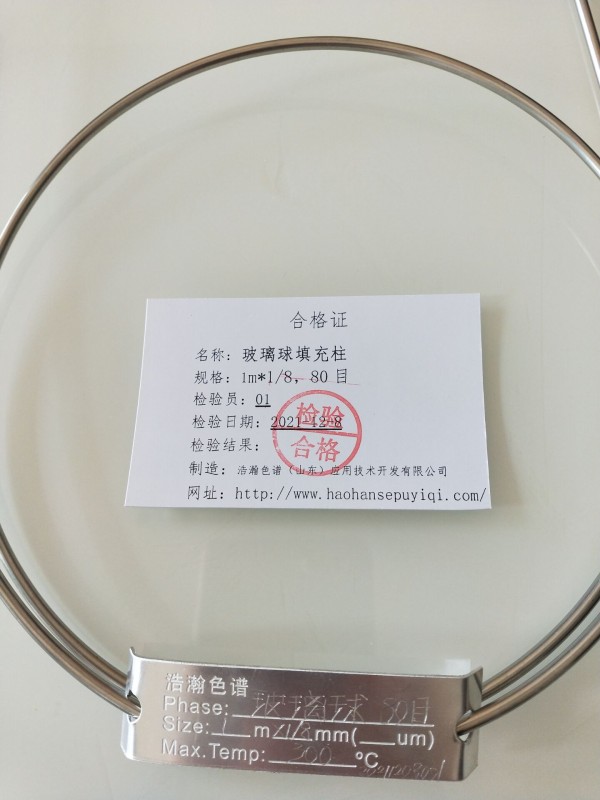 合格证
名称：玻璃球填充柱
规格：1m*1/8，80目
检验员：01
检验日期：2021-12-8
检验结果：
检验
合格
制造：浩瀚色谱（山东）应用技术开发有限公司
网址：http://www.haohansepuyiqi.com/
浩瀚色谱
Phase: 玻璃球 80目
Size: 1 m×1/8 mm(__um)
Max.Temp: 300 °C